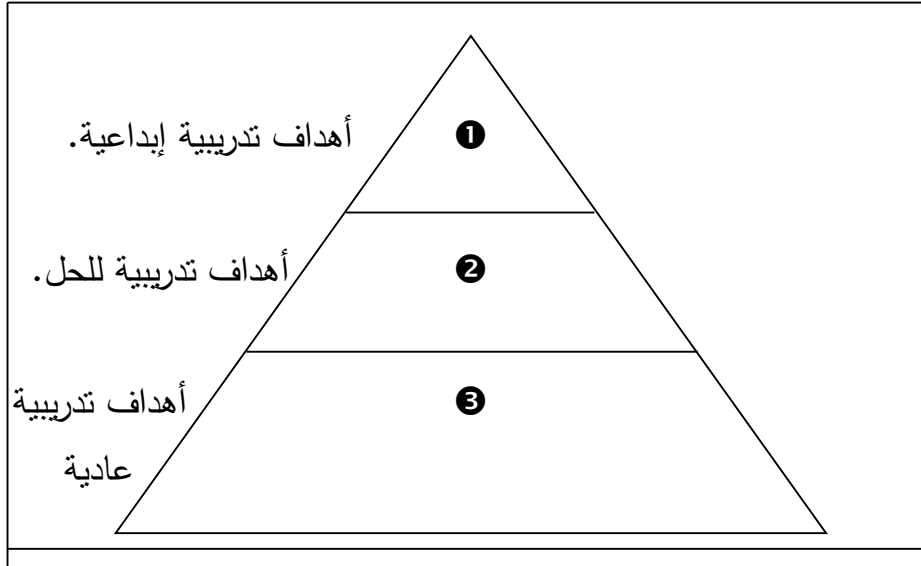 أهداف تدريبية إبداعية.
❶
أهداف تدريبية للحل.
❷
أهداف تدريبية
عادية
❸